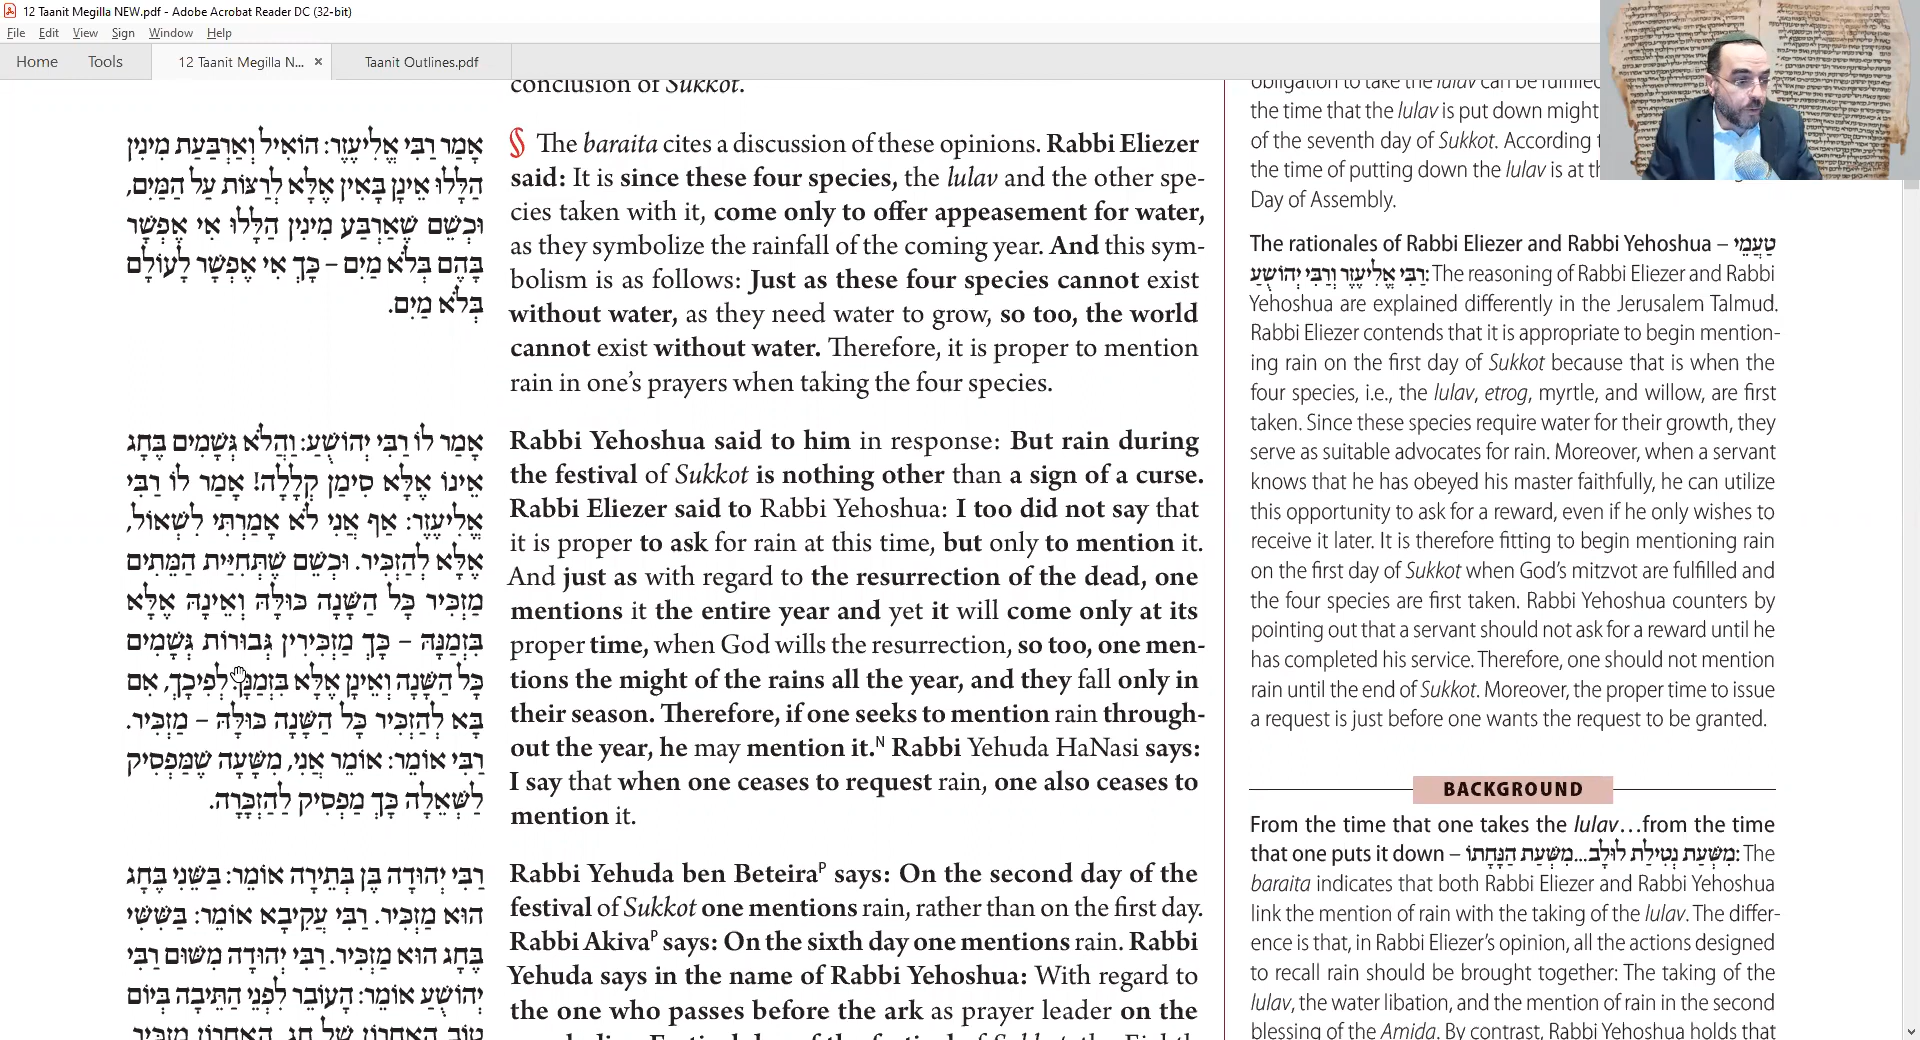 12 Taanit Megilla NEW.pdf - Adobe Acrobat Reader DC (32-bit)
File Edit View Sign Window Help
Home Tools 12 Taanit Megilla N... × Taanit Outlines.pdf
conclusion of Sukkot.
אָמַר רַבִּי אֱלִיעֶזֶר: הוֹאִיל וְאַרְבַּעַת מִינִין
הַלָּלוּ אֵינָן בָּאִין אֶלָּא לְרַצּוֹת עַל הַמַּיִם,
וּכְשֵׁם שֶׁאַרְבַּע מִינִין הַלָּלוּ אִי אֶפְשָׁר
בָּהֶם בְּלֹא מַיִם – כָּךְ אִי אֶפְשָׁר לָעוֹלָם
בְּלֹא מַיִם.
The baraita cites a discussion of these opinions. Rabbi Eliezer
said: It is since these four species, the lulav and the other spe-
cies taken with it, come only to offer appeasement for water,
as they symbolize the rainfall of the coming year. And this sym-
bolism is as follows: Just as these four species cannot exist
without water, as they need water to grow, so too, the world
cannot exist without water. Therefore, it is proper to mention
rain in one’s prayers when taking the four species.
אָמַר לוֹ רַבִּי יְהוֹשֻׁעַ: וַהֲלֹא גְּשָׁמִים בֶּחָג
אֵינוֹ אֶלָּא סִימַן קְלָלָה! אָמַר לוֹ רַבִּי
אֱלִיעֶזֶר: אַף אֲנִי לֹא אָמַרְתִּי לִשְׁאוֹל,
אֶלָּא לְהַזְכִּיר. וּכְשֵׁם שֶׁתְּחִיַּית הַמֵּתִים
מַזְכִּיר כָּל הַשָּׁנָה כּוּלָּהּ וְאֵינָהּ אֶלָּא
בִּזְמַנָּהּ – כָּךְ מַזְכִּירִין גְּבוּרוֹת גְּשָׁמִים
כָּל הַשָּׁנָה וְאֵינָן אֶלָּא בִּזְמַנָּן. לְפִיכָךְ, אִם
בָּא לְהַזְכִּיר כָּל הַשָּׁנָה כּוּלָּהּ – מַזְכִּיר.
רַבִּי אוֹמֵר: אוֹמֵר אֲנִי, מִשָּׁעָה שֶׁמַּפְסִיק
לַשְּׁאֵלָה כָּךְ מַפְסִיק לַהַזְכָּרָה.
Rabbi Yehoshua said to him in response: But rain during
the festival of Sukkot is nothing other than a sign of a curse.
Rabbi Eliezer said to Rabbi Yehoshua: I too did not say that
it is proper to ask for rain at this time, but only to mention it.
And just as with regard to the resurrection of the dead, one
mentions it the entire year and yet it will come only at its
proper time, when God wills the resurrection, so too, one men-
tions the might of the rains all the year, and they fall only in
their season. Therefore, if one seeks to mention rain through-
out the year, he may mention it.N Rabbi Yehuda HaNasi says:
I say that when one ceases to request rain, one also ceases to
mention it.
רַבִּי יְהוּדָה בֶּן בְּתֵירָה אוֹמֵר: בַּשֵּׁנִי בֶּחָג
הוּא מַזְכִּיר. רַבִּי עֲקִיבָא אוֹמֵר: בַּשִּׁשִּׁי
בֶּחָג הוּא מַזְכִּיר. רַבִּי יְהוּדָה מִשּׁוּם רַבִּי
יְהוֹשֻׁעַ אוֹמֵר: הָעוֹבֵר לִפְנֵי הַתֵּיבָה בְּיוֹם
טוֹב הָאַחֲרוֹן שֶׁל חַג, הָאַחֲרוֹן מַזְכִּיר,
Rabbi Yehuda ben BeteiraP says: On the second day of the
festival of Sukkot one mentions rain, rather than on the first day.
Rabbi AkivaP says: On the sixth day one mentions rain. Rabbi
Yehuda says in the name of Rabbi Yehoshua: With regard to
the one who passes before the ark as prayer leader on the
obligation to take the lulav can be fulfilled
the time that the lulav is put down might
of the seventh day of Sukkot. According
the time of putting down the lulav is at
Day of Assembly.
The rationales of Rabbi Eliezer and Rabbi Yehoshua – טַעֲמֵי
רַבִּי אֱלִיעֶזֶר וְרַבִּי יְהוֹשֻׁעַ: The reasoning of Rabbi Eliezer and Rabbi
Yehoshua are explained differently in the Jerusalem Talmud.
Rabbi Eliezer contends that it is appropriate to begin mention-
ing rain on the first day of Sukkot because that is when the
four species, i.e., the lulav, etrog, myrtle, and willow, are first
taken. Since these species require water for their growth, they
serve as suitable advocates for rain. Moreover, when a servant
knows that he has obeyed his master faithfully, he can utilize
this opportunity to ask for a reward, even if he only wishes to
receive it later. It is therefore fitting to begin mentioning rain
on the first day of Sukkot when God’s mitzvot are fulfilled and
the four species are first taken. Rabbi Yehoshua counters by
pointing out that a servant should not ask for a reward until he
has completed his service. Therefore, one should not mention
rain until the end of Sukkot. Moreover, the proper time to issue
a request is just before one wants the request to be granted.
BACKGROUND
From the time that one takes the lulav…from the time
that one puts it down – מִשְּׁעַת נְטִילַת לוּלָב...מִשְּׁעַת הַנָּחָתוֹ: The
baraita indicates that both Rabbi Eliezer and Rabbi Yehoshua
link the mention of rain with the taking of the lulav. The differ-
ence is that, in Rabbi Eliezer’s opinion, all the actions designed
to recall rain should be brought together: The taking of the
lulav, the water libation, and the mention of rain in the second
blessing of the Amida. By contrast, Rabbi Yehoshua holds that